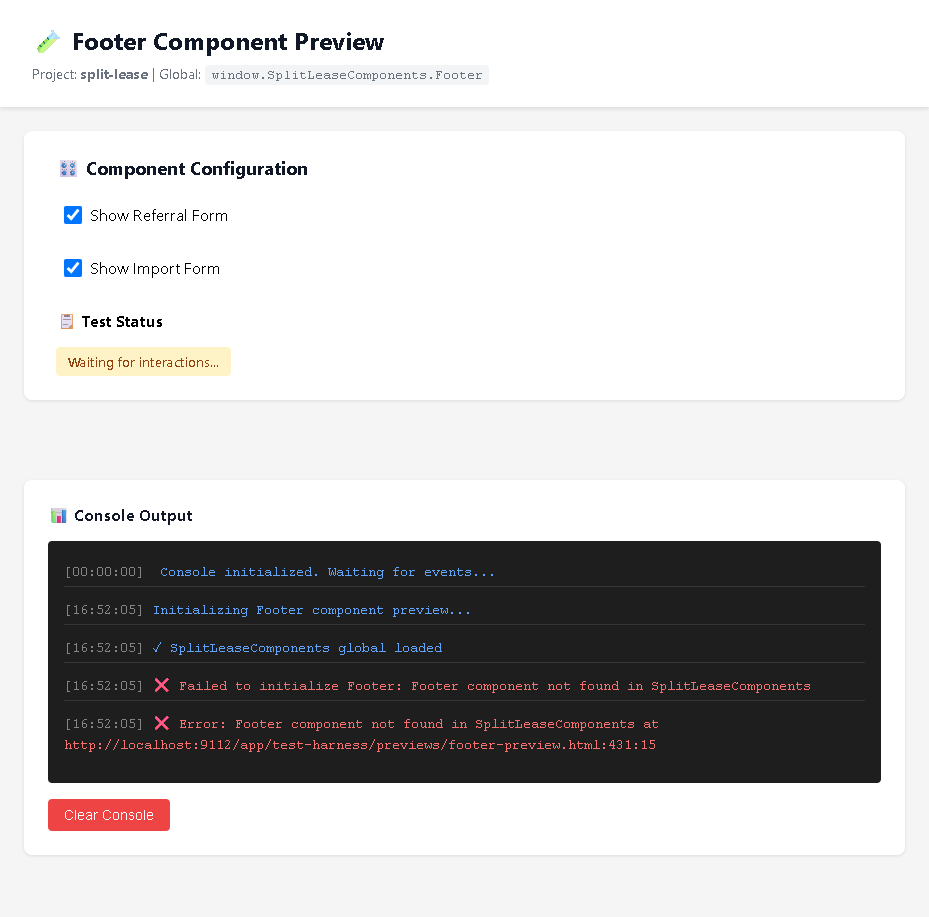 Footer Component Preview
Project: split-lease | Global: window.SplitLeaseComponents.Footer
Component Configuration
Show Referral Form
Show Import Form
Test Status
Waiting for interactions...
Console Output
[00:00:00] Console initialized. Waiting for events...
[16:52:05] Initializing Footer component preview...
[16:52:05] ✓ SplitLeaseComponents global loaded
[16:52:05] ❌ Failed to initialize Footer: Footer component not found in SplitLeaseComponents
[16:52:05] ❌ Error: Footer component not found in SplitLeaseComponents at
http://localhost:9112/app/test-harness/previews/footer-preview.html:431:15
Clear Console